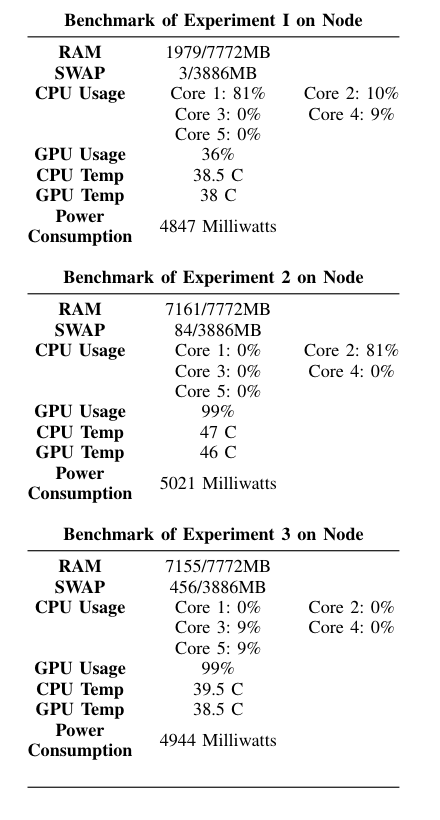 Benchmark of Experiment I on Node
RAM 1979/7772MB
SWAP 3/3886MB
CPU Usage Core 1: 81% Core 2: 10%
Core 3: 0% Core 4: 9%
Core 5: 0%
GPU Usage 36%
CPU Temp 38.5 C
GPU Temp 38 C
Power Consumption 4847 Milliwatts
Benchmark of Experiment 2 on Node
RAM 7161/7772MB
SWAP 84/3886MB
CPU Usage Core 1: 0% Core 2: 81%
Core 3: 0% Core 4: 0%
Core 5: 0%
GPU Usage 99%
CPU Temp 47 C
GPU Temp 46 C
Power Consumption 5021 Milliwatts
Benchmark of Experiment 3 on Node
RAM 7155/7772MB
SWAP 456/3886MB
CPU Usage Core 1: 0% Core 2: 0%
Core 3: 9% Core 4: 0%
Core 5: 9%
GPU Usage 99%
CPU Temp 39.5 C
GPU Temp 38.5 C
Power Consumption 4944 Milliwatts